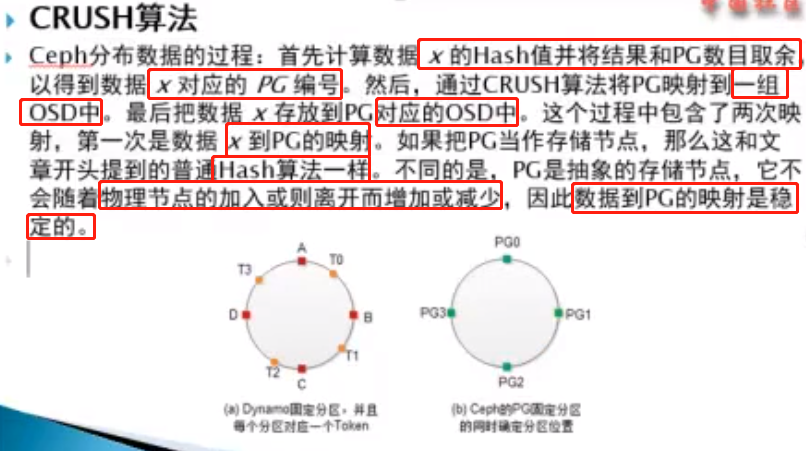 CRUSH算法
Ceph分布数据的过程：首先计算数据 x 的Hash值并将结果和PG数目取余，
以得到数据 x 对应的 PG 编号。然后，通过CRUSH算法将PG映射到一组
OSD中。最后把数据 x 存放到PG对应的OSD中。这个过程中包含了两次映
射，第一次是数据 x 到PG的映射。如果把PG当作存储节点，那么这和文
章开头提到的普通Hash算法一样。不同的是，PG是抽象的存储节点，它不
会随着物理节点的加入或则离开而增加或减少，因此数据到PG的映射是稳
定的。
A
T0
T3
D
B
T1
T2
C
PG0
PG3
PG1
PG2
(a) Dynamo固定分区，并且
每个分区对应一个Token
(b) Ceph的PG固定分区
的同时确定分区位置